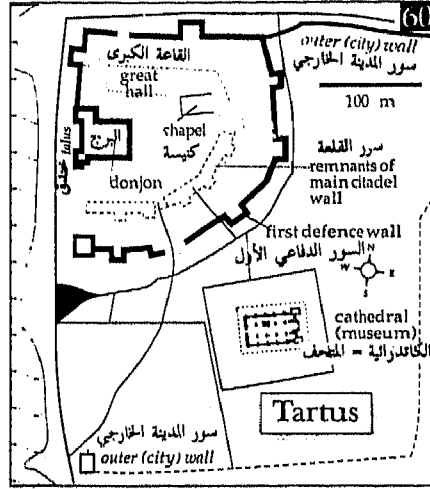 60
outer (city) wall
سور المدينة الخارجي
100 m
القاعة الكبرى
great
hall
chapel
كنيسة
البرج
donjon
خندق talus
سور القلعة
remnants of
main citadel
wall
first defence wall
السور الدفاعي الأول
N
W E
S
cathedral
(museum)
الكاتدرائية = المتحف
Tartus
سور المدينة الخارجي
outer (city) wall